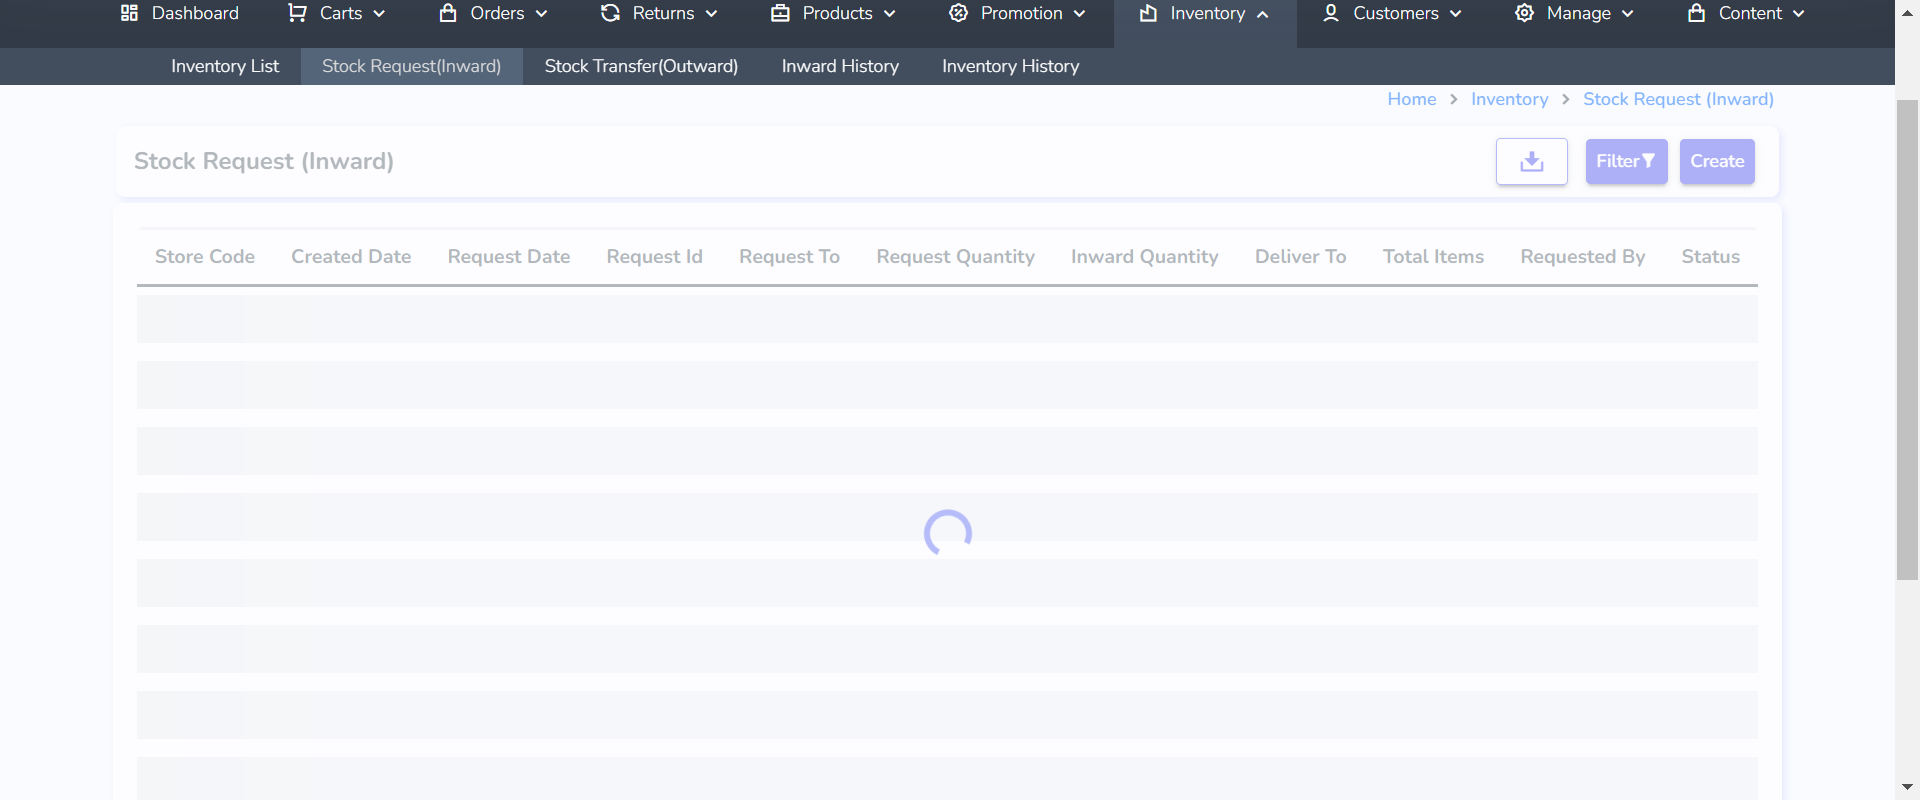 Dashboard Carts Orders Returns Products Promotion Inventory Customers Manage Content
Inventory List Stock Request(Inward) Stock Transfer(Outward) Inward History Inventory History
Home > Inventory > Stock Request (Inward)
Stock Request (Inward) Filter Create
Store Code Created Date Request Date Request Id Request To Request Quantity Inward Quantity Deliver To Total Items Requested By Status